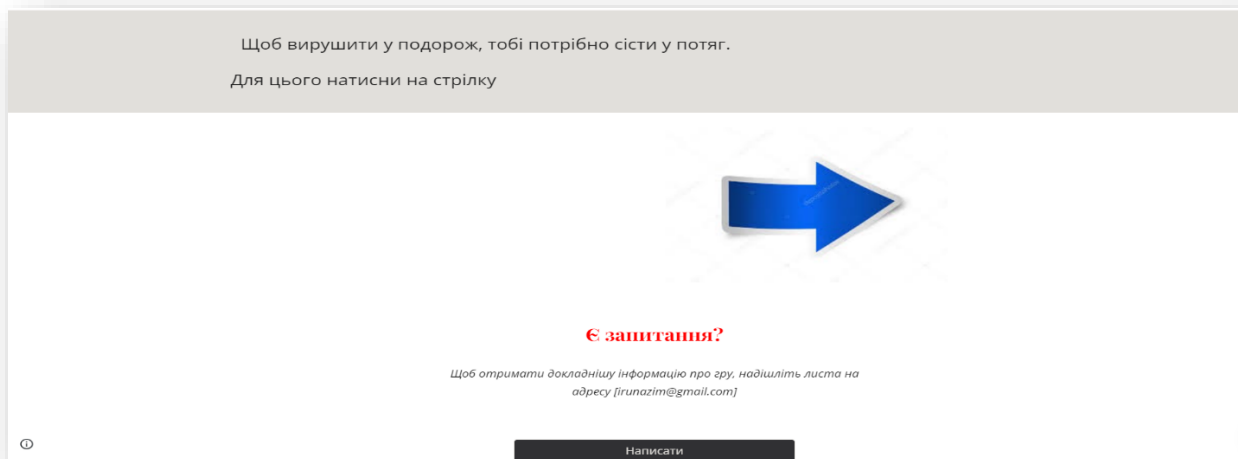 Щоб вирушити у подорож, тобі потрібно сісти у потяг.
Для цього натисни на стрілку
Є запитання?
Щоб отримати докладнішу інформацію про гру, надішліть листа на
адресу [irunazim@gmail.com]
Написати